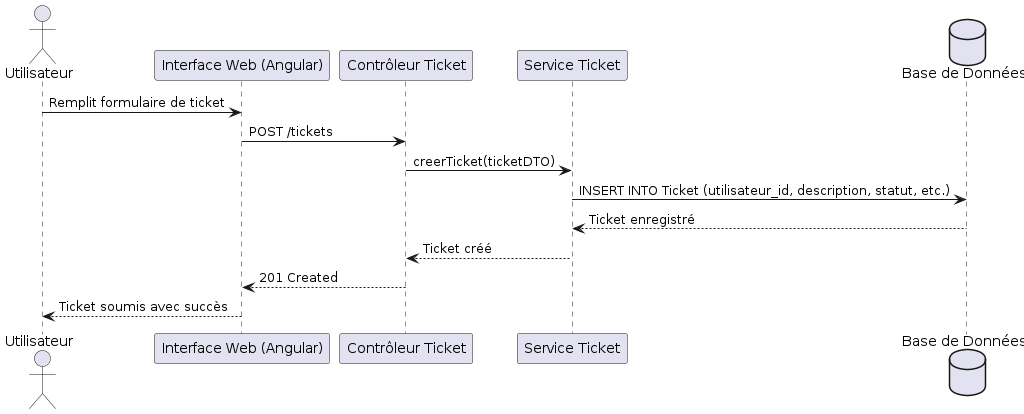 Utilisateur
Interface Web (Angular)
Contrôleur Ticket
Service Ticket
Base de Données
Remplit formulaire de ticket
POST /tickets
creerTicket(ticketDTO)
INSERT INTO Ticket (utilisateur_id, description, statut, etc.)
Ticket enregistré
Ticket créé
201 Created
Ticket soumis avec succès
Utilisateur
Interface Web (Angular)
Contrôleur Ticket
Service Ticket
Base de Données